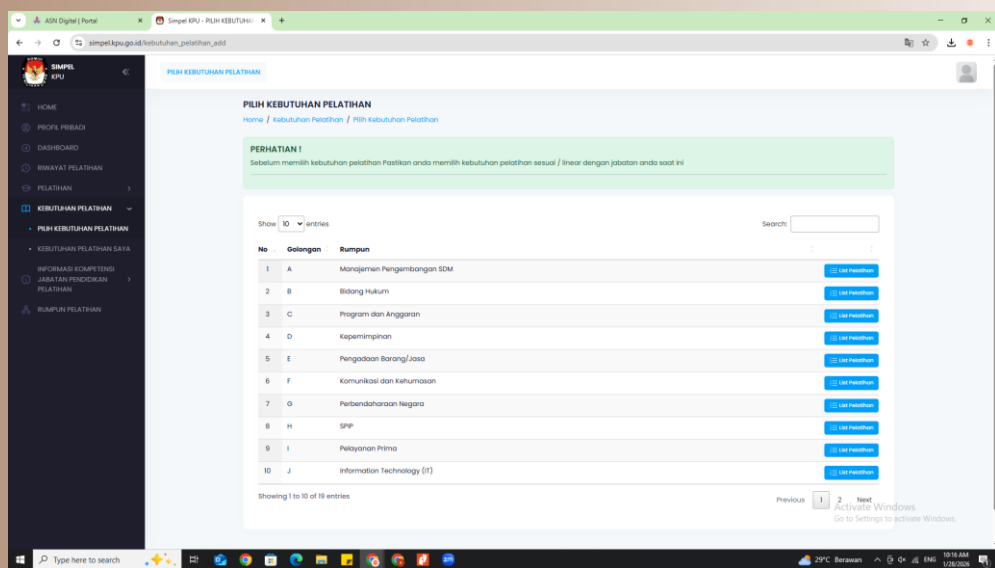 ASN Digital | Portal
Simpel KPU - PILIH KEBUTUHAN
simpel.kpu.go.id/kebutuhan_pelatihan_add
SIMPEL
KPU
PILIH KEBUTUHAN PELATIHAN
HOME
PROFIL PRIBADI
DASHBOARD
RIWAYAT PELATIHAN
PELATIHAN
KEBUTUHAN PELATIHAN
PILIH KEBUTUHAN PELATIHAN
KEBUTUHAN PELATIHAN SAYA
INFORMASI KOMPETENSI
JABATAN PENDIDIKAN
PELATIHAN
RUMPUN PELATIHAN
PILIH KEBUTUHAN PELATIHAN
Home / Kebutuhan Pelatihan / Pilih Kebutuhan Pelatihan
PERHATIAN !
Sebelum memilih kebutuhan pelatihan Pastikan anda memilih kebutuhan pelatihan sesuai / linear dengan jabatan anda saat ini
Show 10 entries Search:
No Golongan Rumpun
1 A Manajemen Pengembangan SDM List Pelatihan
2 B Bidang Hukum List Pelatihan
3 C Program dan Anggaran List Pelatihan
4 D Kepemimpinan List Pelatihan
5 E Pengadaan Barang/Jasa List Pelatihan
6 F Komunikasi dan Kehumasan List Pelatihan
7 G Perbendaharaan Negara List Pelatihan
8 H SPIP List Pelatihan
9 I Pelayanan Prima List Pelatihan
10 J Information Technology (IT) List Pelatihan
Showing 1 to 10 of 19 entries Previous 1 2 Next
Activate Windows
Go to Settings to activate Windows.
Type here to search 29°C Berawan ENG 10:16 AM
1/28/2026